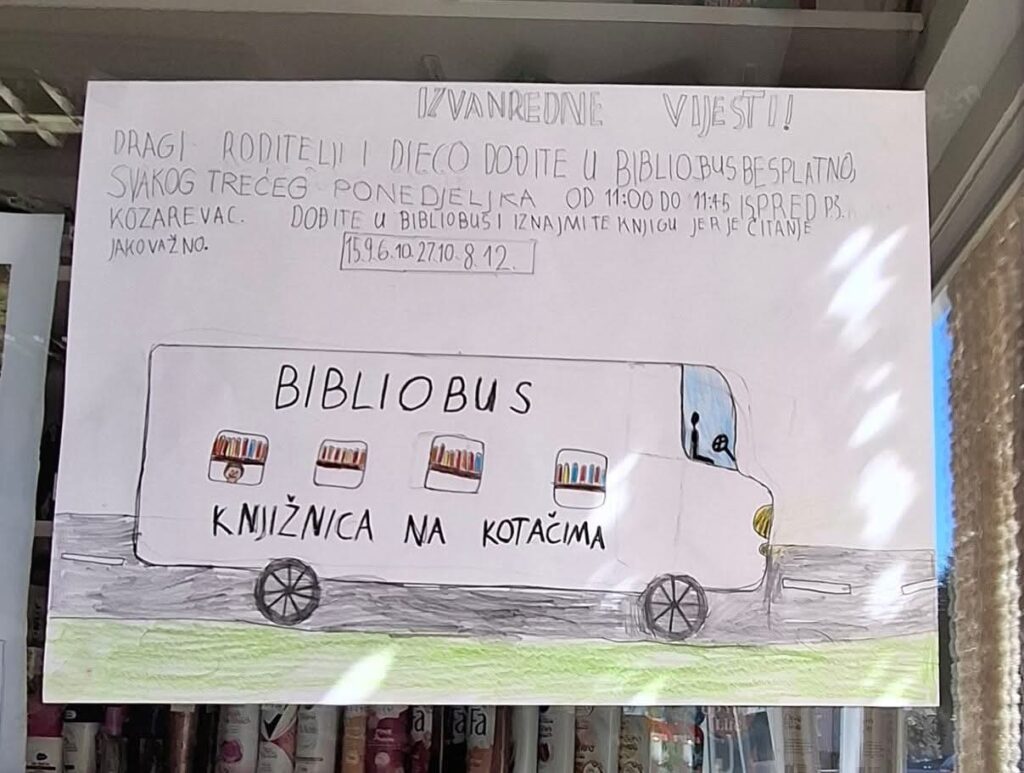 IZVANREDNE VIJESTI!
DRAGI RODITELJI I DJECO DOĐITE U BIBLIOBUS BESPLATNO,
SVAKOG TREĆEG PONEDJELJKA OD 11:00 DO 11:45 ISPRED PŠ.
KOZAREVAC. DOĐITE U BIBLIOBUS I IZNAJMITE KNJIGU JER JE ČITANJE
JAKO VAŽNO.
15.9. 6.10. 27.10. 8.12.
BIBLIOBUS
KNJIŽNICA NA KOTAČIMA
Fa
Fa